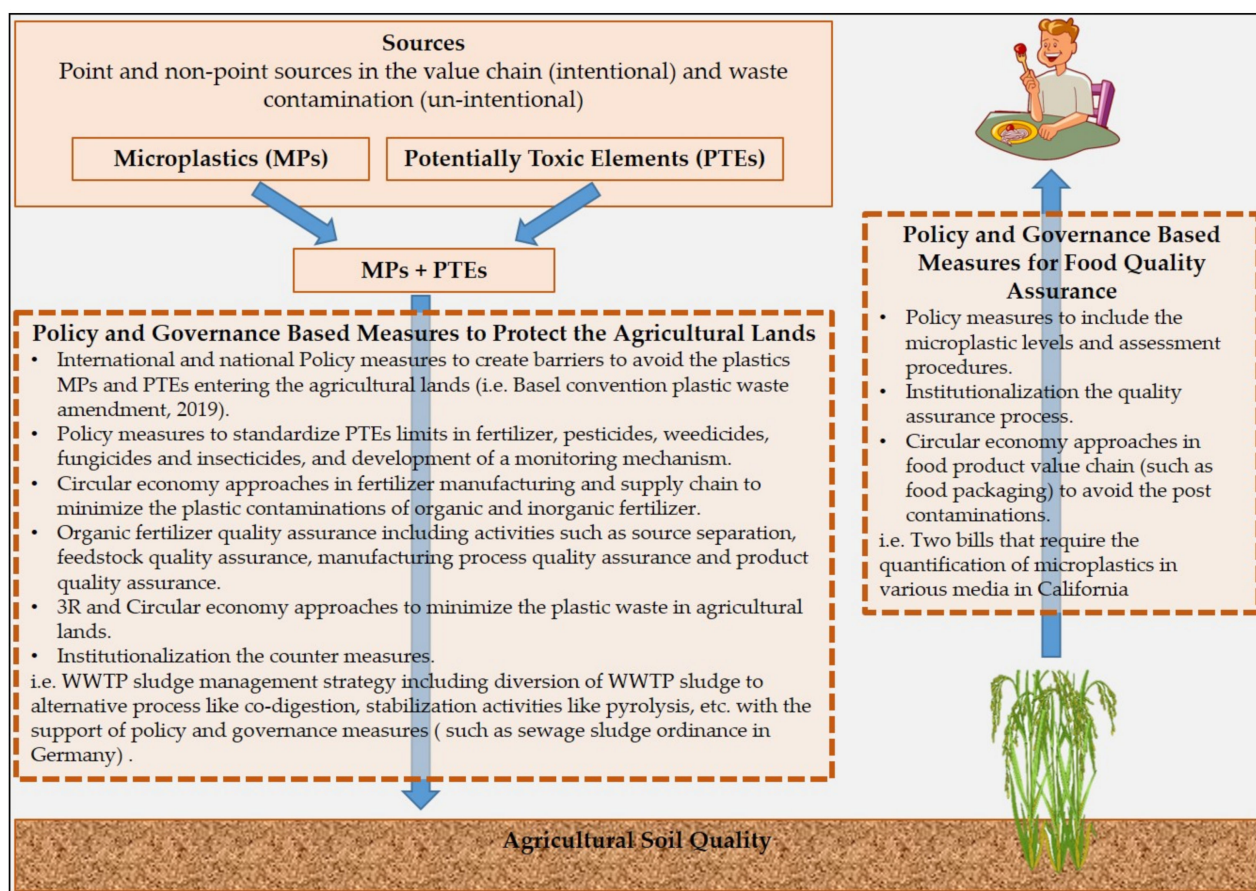 Sources
Point and non-point sources in the value chain (intentional) and waste
contamination (un-intentional)
Microplastics (MPs)
Potentially Toxic Elements (PTEs)
MPs + PTEs
Policy and Governance Based Measures to Protect the Agricultural Lands
• International and national Policy measures to create barriers to avoid the plastics
MPs and PTEs entering the agricultural lands (i.e. Basel convention plastic waste
amendment, 2019).
• Policy measures to standardize PTEs limits in fertilizer, pesticides, weedicides,
fungicides and insecticides, and development of a monitoring mechanism.
• Circular economy approaches in fertilizer manufacturing and supply chain to
minimize the plastic contaminations of organic and inorganic fertilizer.
• Organic fertilizer quality assurance including activities such as source separation,
feedstock quality assurance, manufacturing process quality assurance and product
quality assurance.
• 3R and Circular economy approaches to minimize the plastic waste in agricultural
lands.
• Institutionalization the counter measures.
i.e. WWTP sludge management strategy including diversion of WWTP sludge to
alternative process like co-digestion, stabilization activities like pyrolysis, etc. with the
support of policy and governance measures ( such as sewage sludge ordinance in
Germany) .
Policy and Governance Based
Measures for Food Quality
Assurance
• Policy measures to include the
microplastic levels and assessment
procedures.
• Institutionalization the quality
assurance process.
• Circular economy approaches in
food product value chain (such as
food packaging) to avoid the post
contaminations.
i.e. Two bills that require the
quantification of microplastics in
various media in California
Agricultural Soil Quality